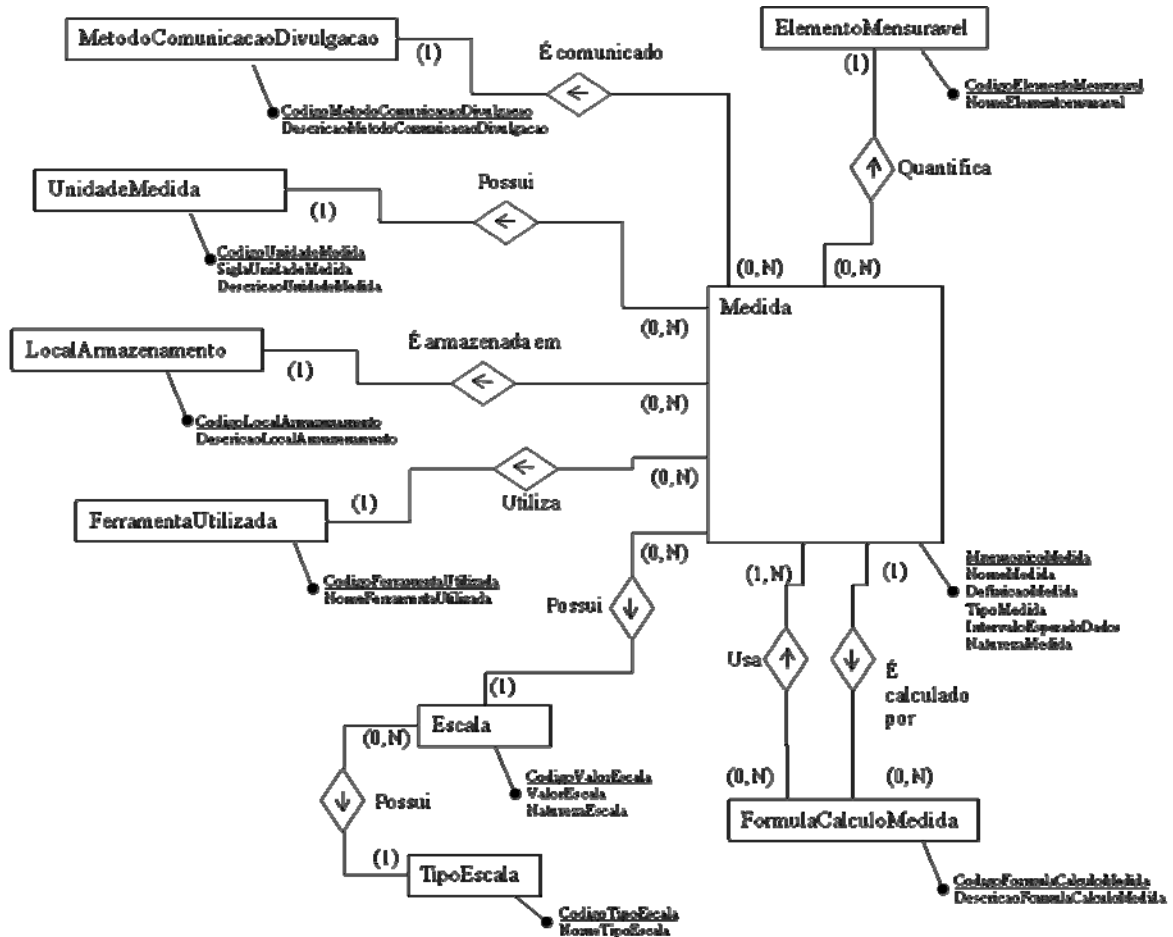 MetodoComunicacaoDivulgacao
(1)
É comunicado
ElementoMensuravel
(1)
CodigoElementoMensuravel
NomeElementomsuravel
CodigoMetodoComunicacaoDivulgação
DescricaoMetodoComunicacaoDivulgacao
Quantifica
UnidadeMedida
(1)
Possui
CodigoUnidadeMedida
SiglaUnidadeMedida
DescricaoUnidadeMedida
(0,N)
(0,N)
(0,N)
Medida
LocalArmazenamento
(1)
É armazenada em
(0,N)
CodigoLocalArmazenamento
DescricaoLocalArmazenamento
FerramentaUtilizada
(1)
Utiliza
(0,N)
CodigoFerramentaUtilizada
NomeFerramentaUtilizada
(0,N)
Possui
(1)
Escala
(0,N)
CodigoValorEscala
ValorEscala
NaturezaEscala
Possui
(1)
TipoEscala
CodigoTipoEscala
NomeTipoEscala
(1,N)
(1)
MnemonicoMedida
NomeMedida
DefinicaoMedida
TipoMedida
IntervaloEsperadoDados
NaturezaMedida
Usa
É
calculado
por
(0,N)
(0,N)
FormulaCalculoMedida
CodigoFormulaCalculoMedida
DescricaoFormulaCalculoMedida